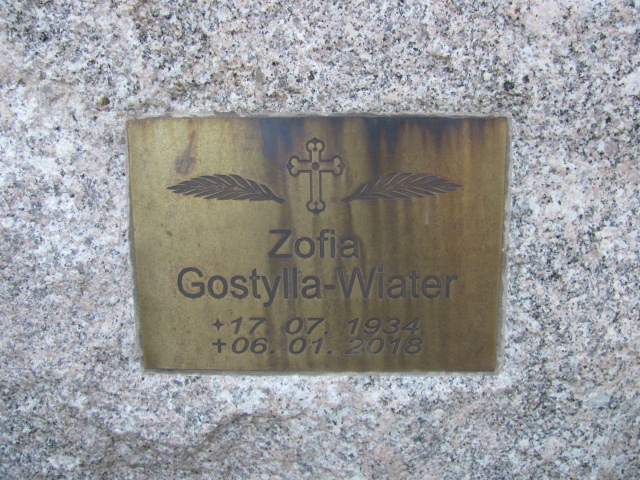 Zofia
Gostylla-Wiater
✦17. 07. 1934
✝06. 01. 2018